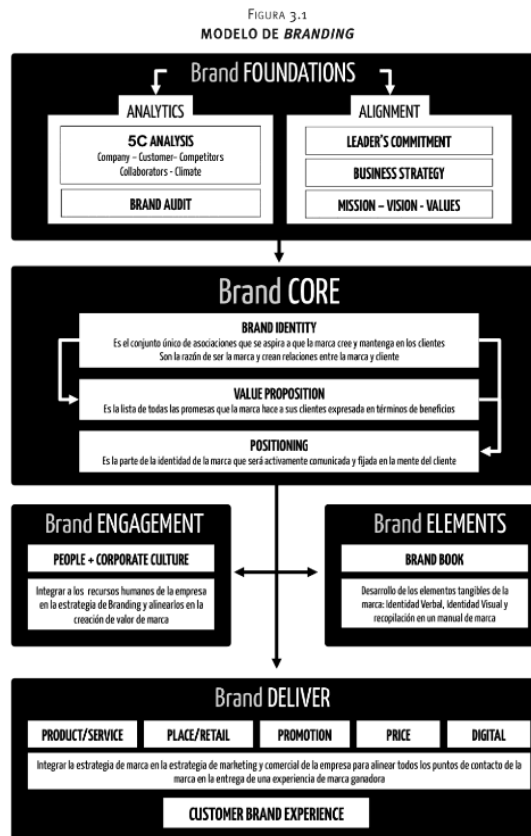 FIGURA 3.1
MODELO DE BRANDING
Brand FOUNDATIONS
ANALYTICS
5C ANALYSIS
Company – Customer– Competitors
Collaborators - Climate
BRAND AUDIT
ALIGNMENT
LEADER'S COMMITMENT
BUSINESS STRATEGY
MISSION – VISION - VALUES
Brand CORE
BRAND IDENTITY
Es el conjunto único de asociaciones que se aspira a que la marca cree y mantenga en los clientes
Son la razón de ser la marca y crean relaciones entre la marca y cliente
VALUE PROPOSITION
Es la lista de todas las promesas que la marca hace a sus clientes expresada en términos de beneficios
POSITIONING
Es la parte de la identidad de la marca que será activamente comunicada y fijada en la mente del cliente
Brand ENGAGEMENT
PEOPLE + CORPORATE CULTURE
Integrar a los recursos humanos de la empresa
en la estrategia de Branding y alinearlos en la
creación de valor de marca
Brand ELEMENTS
BRAND BOOK
Desarrollo de los elementos tangibles de la
marca: Identidad Verbal, Identidad Visual y
recopilación en un manual de marca
Brand DELIVER
PRODUCT/SERVICE
PLACE/RETAIL
PROMOTION
PRICE
DIGITAL
Integrar la estrategia de marca en la estrategia de marketing y comercial de la empresa para alinear todos los puntos de contacto de la
marca en la entrega de una experiencia de marca ganadora
CUSTOMER BRAND EXPERIENCE